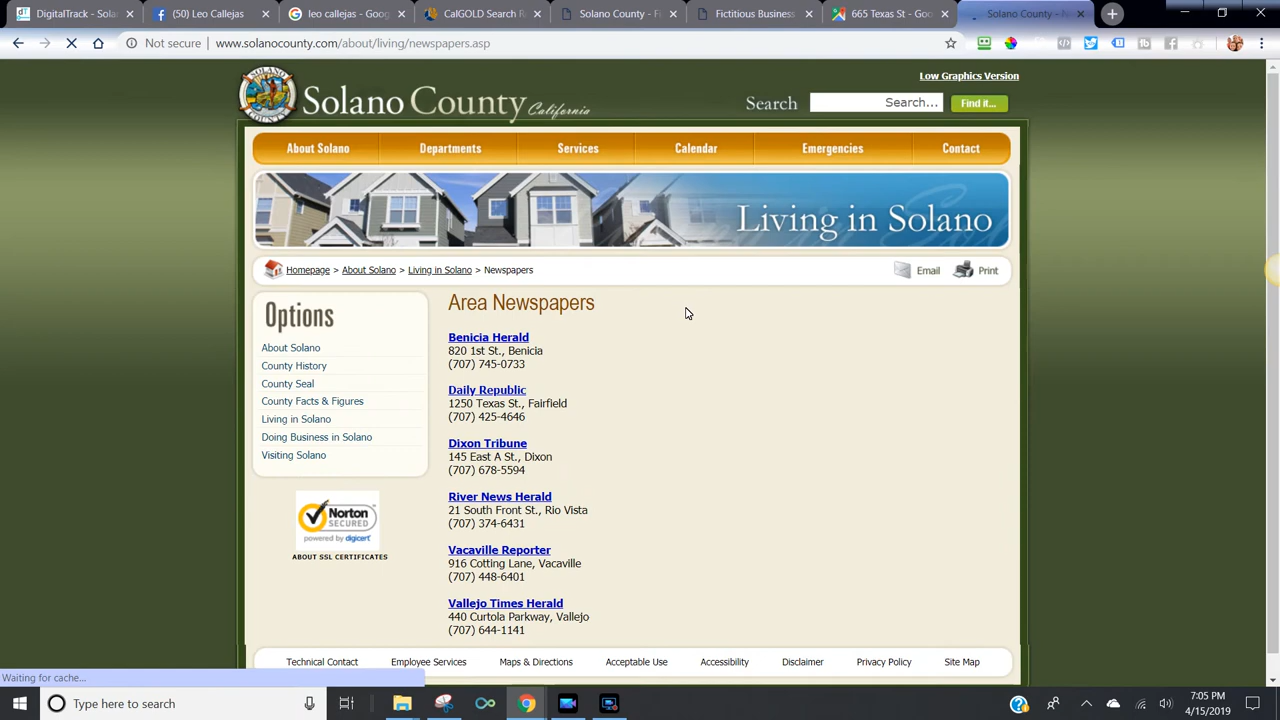 DigitalTrack - Sola
(50) Leo Callejas
leo callejas photography
CalGOLD Search Re
Solano County - Fi
Fictitious Business
665 Texas St - Goo
Solano County - N
Not secure | www.solanocounty.com/about/living/newspapers.asp
Low Graphics Version
SOLANO COUNTY
Solano County California
Search
Search...
Find it...
About Solano
Departments
Services
Calendar
Emergencies
Contact
Living in Solano
Homepage > About Solano > Living in Solano > Newspapers
Email
Print
Options
About Solano
County History
County Seal
County Facts & Figures
Living in Solano
Doing Business in Solano
Visiting Solano
Norton
SECURED
powered by digicert
ABOUT SSL CERTIFICATES
Area Newspapers
Benicia Herald
820 1st St., Benicia
(707) 745-0733
Daily Republic
1250 Texas St., Fairfield
(707) 425-4646
Dixon Tribune
145 East A St., Dixon
(707) 678-5594
River News Herald
21 South Front St., Rio Vista
(707) 374-6431
Vacaville Reporter
916 Cotting Lane, Vacaville
(707) 448-6401
Vallejo Times Herald
440 Curtola Parkway, Vallejo
(707) 644-1141
Technical Contact
Employee Services
Maps & Directions
Acceptable Use
Accessibility
Disclaimer
Privacy Policy
Site Map
Waiting for cache...
Type here to search
7:05 PM
4/15/2019